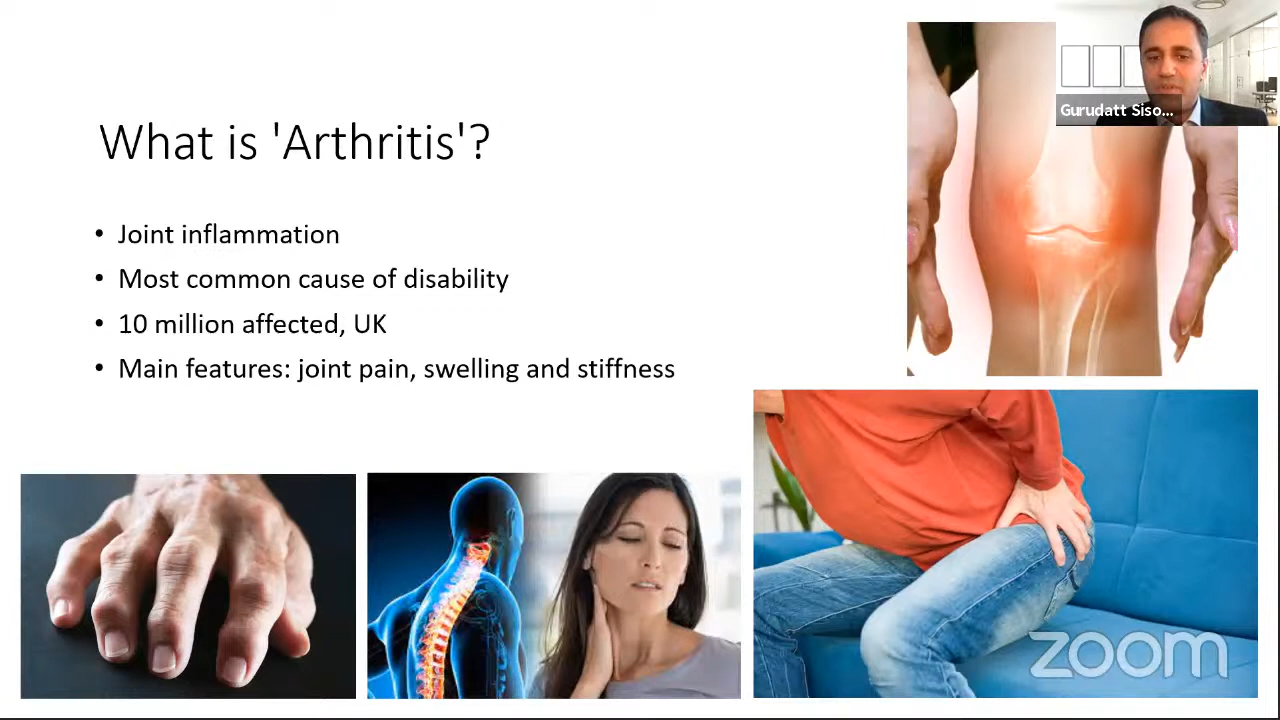 Gurudatt Siso...
What is 'Arthritis'?
• Joint inflammation
• Most common cause of disability
• 10 million affected, UK
• Main features: joint pain, swelling and stiffness
zoom